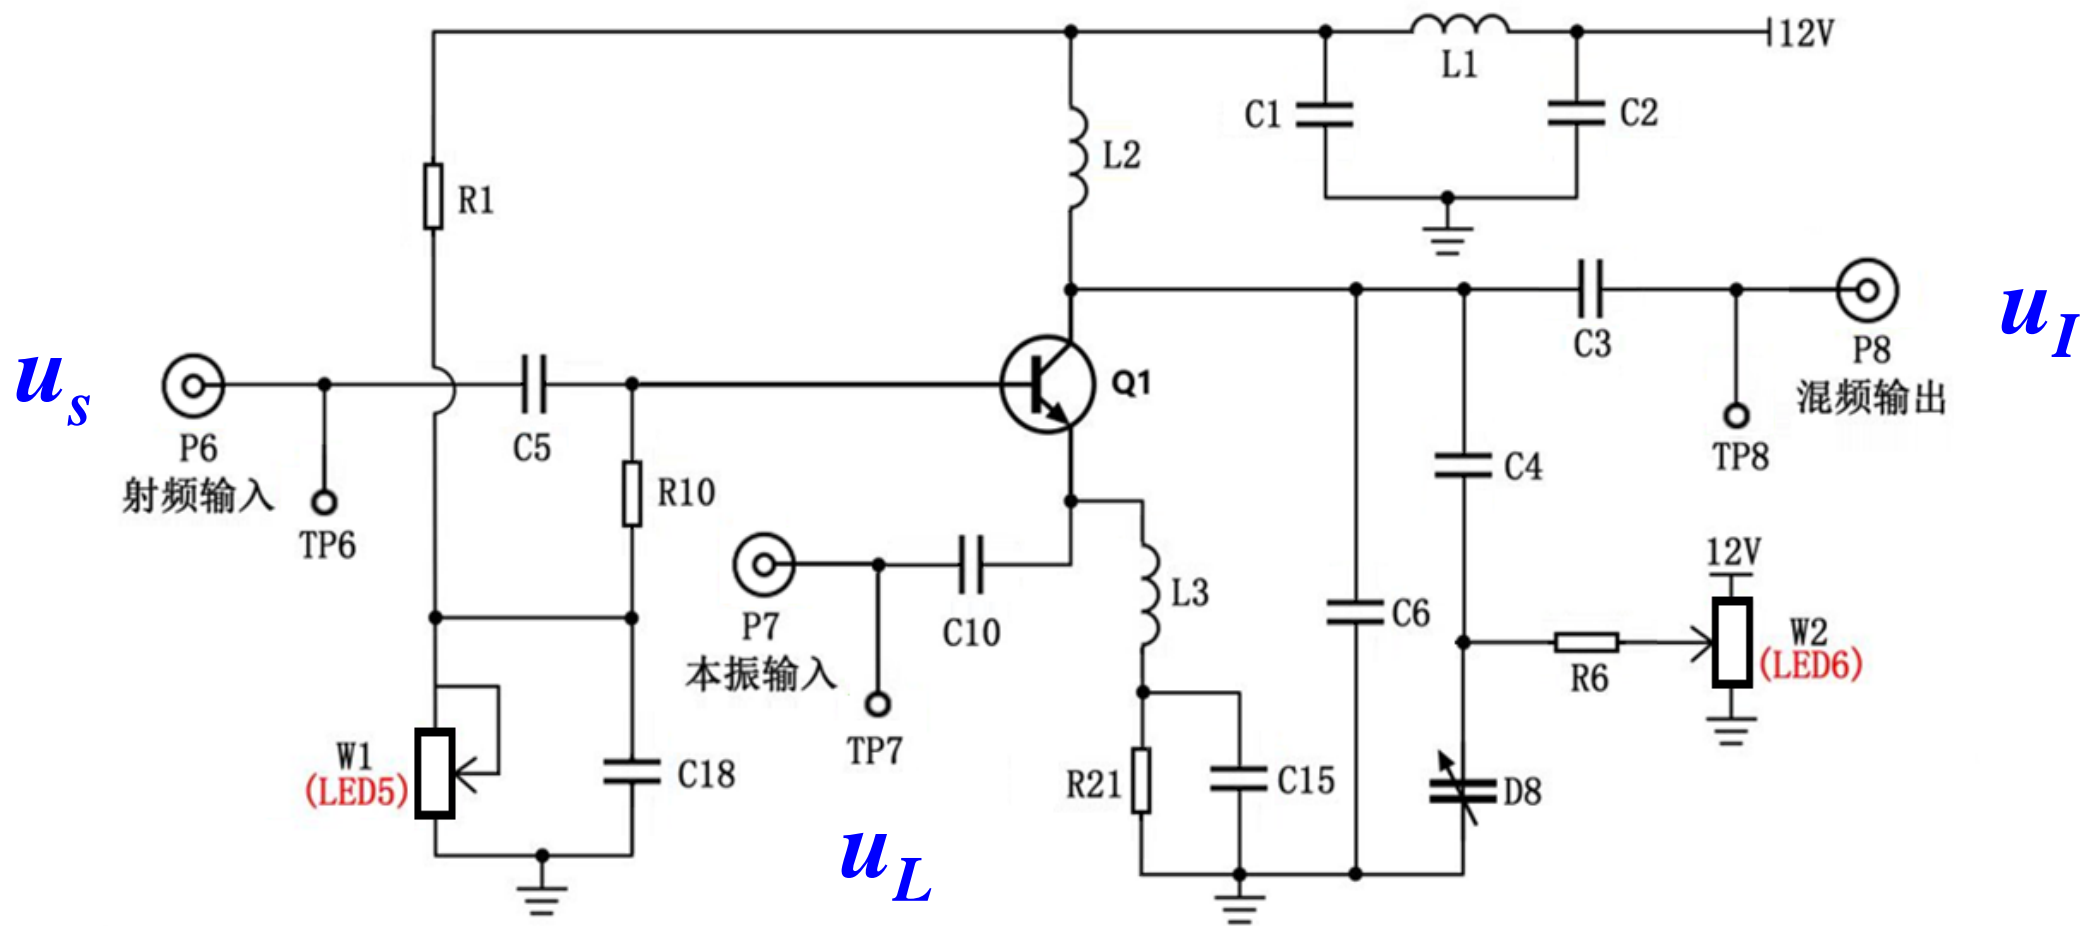 12V
L1
C1
C2
L2
R1
u_I
C3
P8
混频输出
Q1
u_s
P6
射频输入
C5
TP8
C4
R10
TP6
12V
L3
W2
(LED6)
P7
本振输入
C10
C6
R6
TP7
W1
(LED5)
C18
R21
C15
D8
u_L